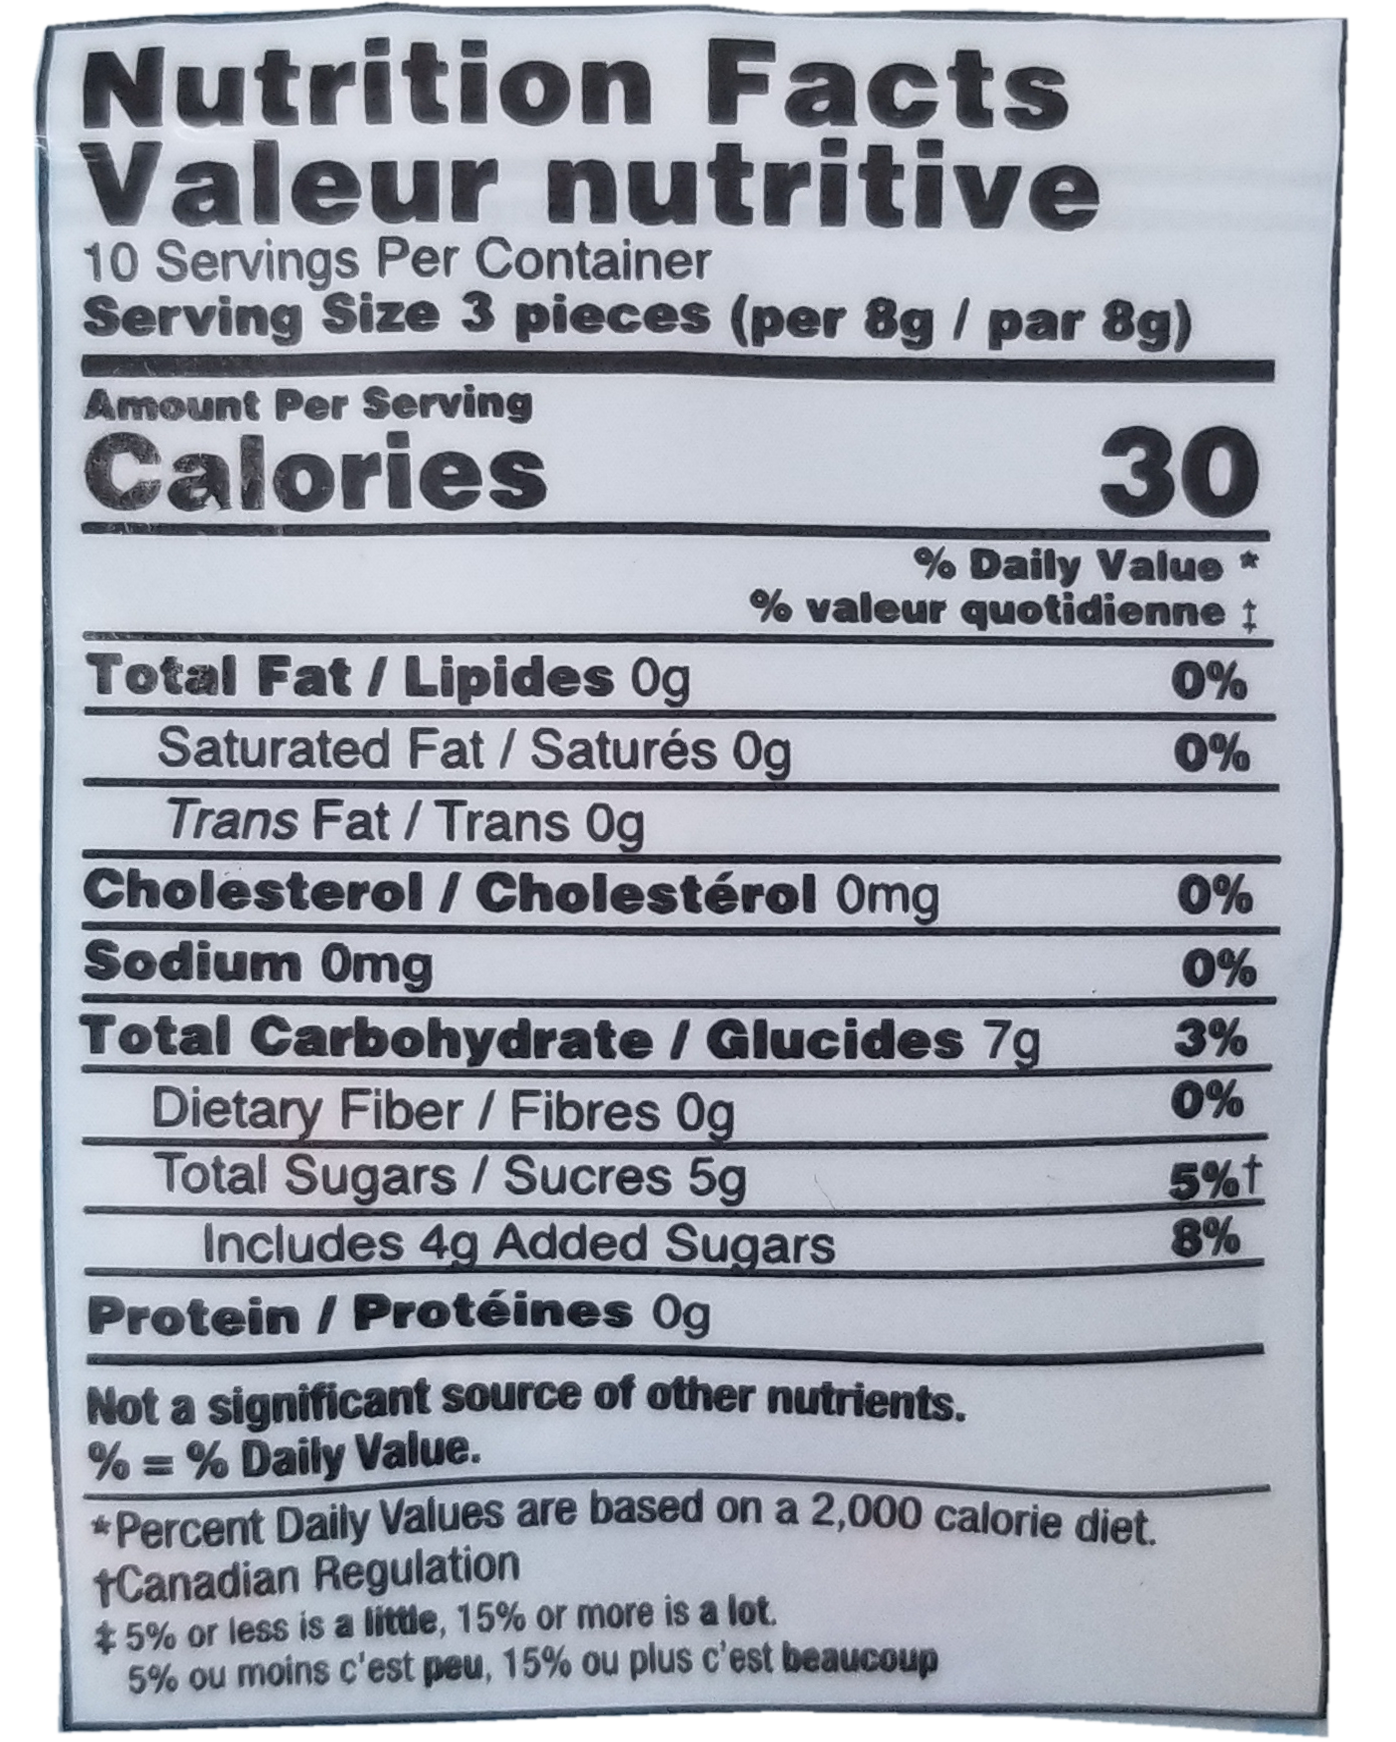 Nutrition Facts
Valeur nutritive
10 Servings Per Container
Serving Size 3 pieces (per 8g / par 8g)
Amount Per Serving
Calories 30
% Daily Value *
% valeur quotidienne ‡
Total Fat / Lipides 0g 0%
Saturated Fat / Saturés 0g 0%
Trans Fat / Trans 0g
Cholesterol / Cholestérol 0mg 0%
Sodium 0mg 0%
Total Carbohydrate / Glucides 7g 3%
Dietary Fiber / Fibres 0g 0%
Total Sugars / Sucres 5g 5%†
Includes 4g Added Sugars 8%
Protein / Protéines 0g
Not a significant source of other nutrients.
% = % Daily Value.
*Percent Daily Values are based on a 2,000 calorie diet.
†Canadian Regulation
‡ 5% or less is a little, 15% or more is a lot.
5% ou moins c'est peu, 15% ou plus c'est beaucoup